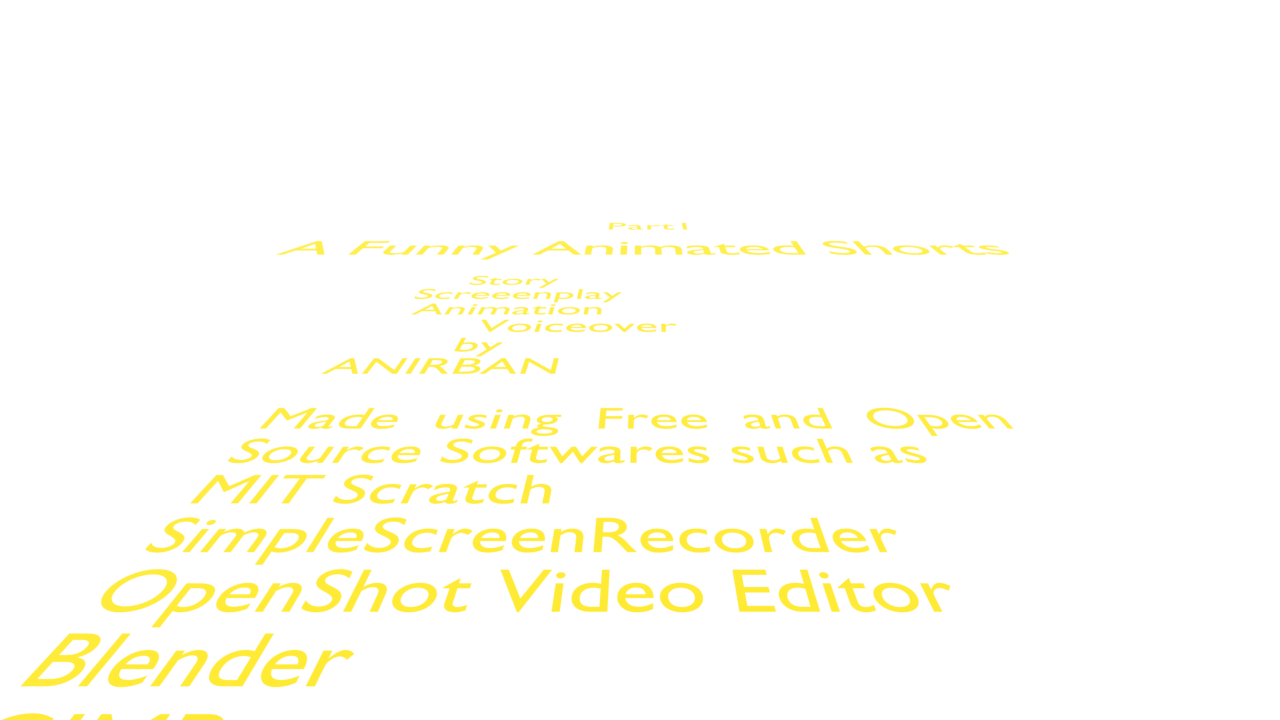 Part1
A Funny Animated Shorts
Story
Screeenplay
Animation
Voiceover
by
ANIRBAN
Made using Free and Open
Source Softwares such as
MIT Scratch
SimpleScreenRecorder
OpenShot Video Editor
Blender